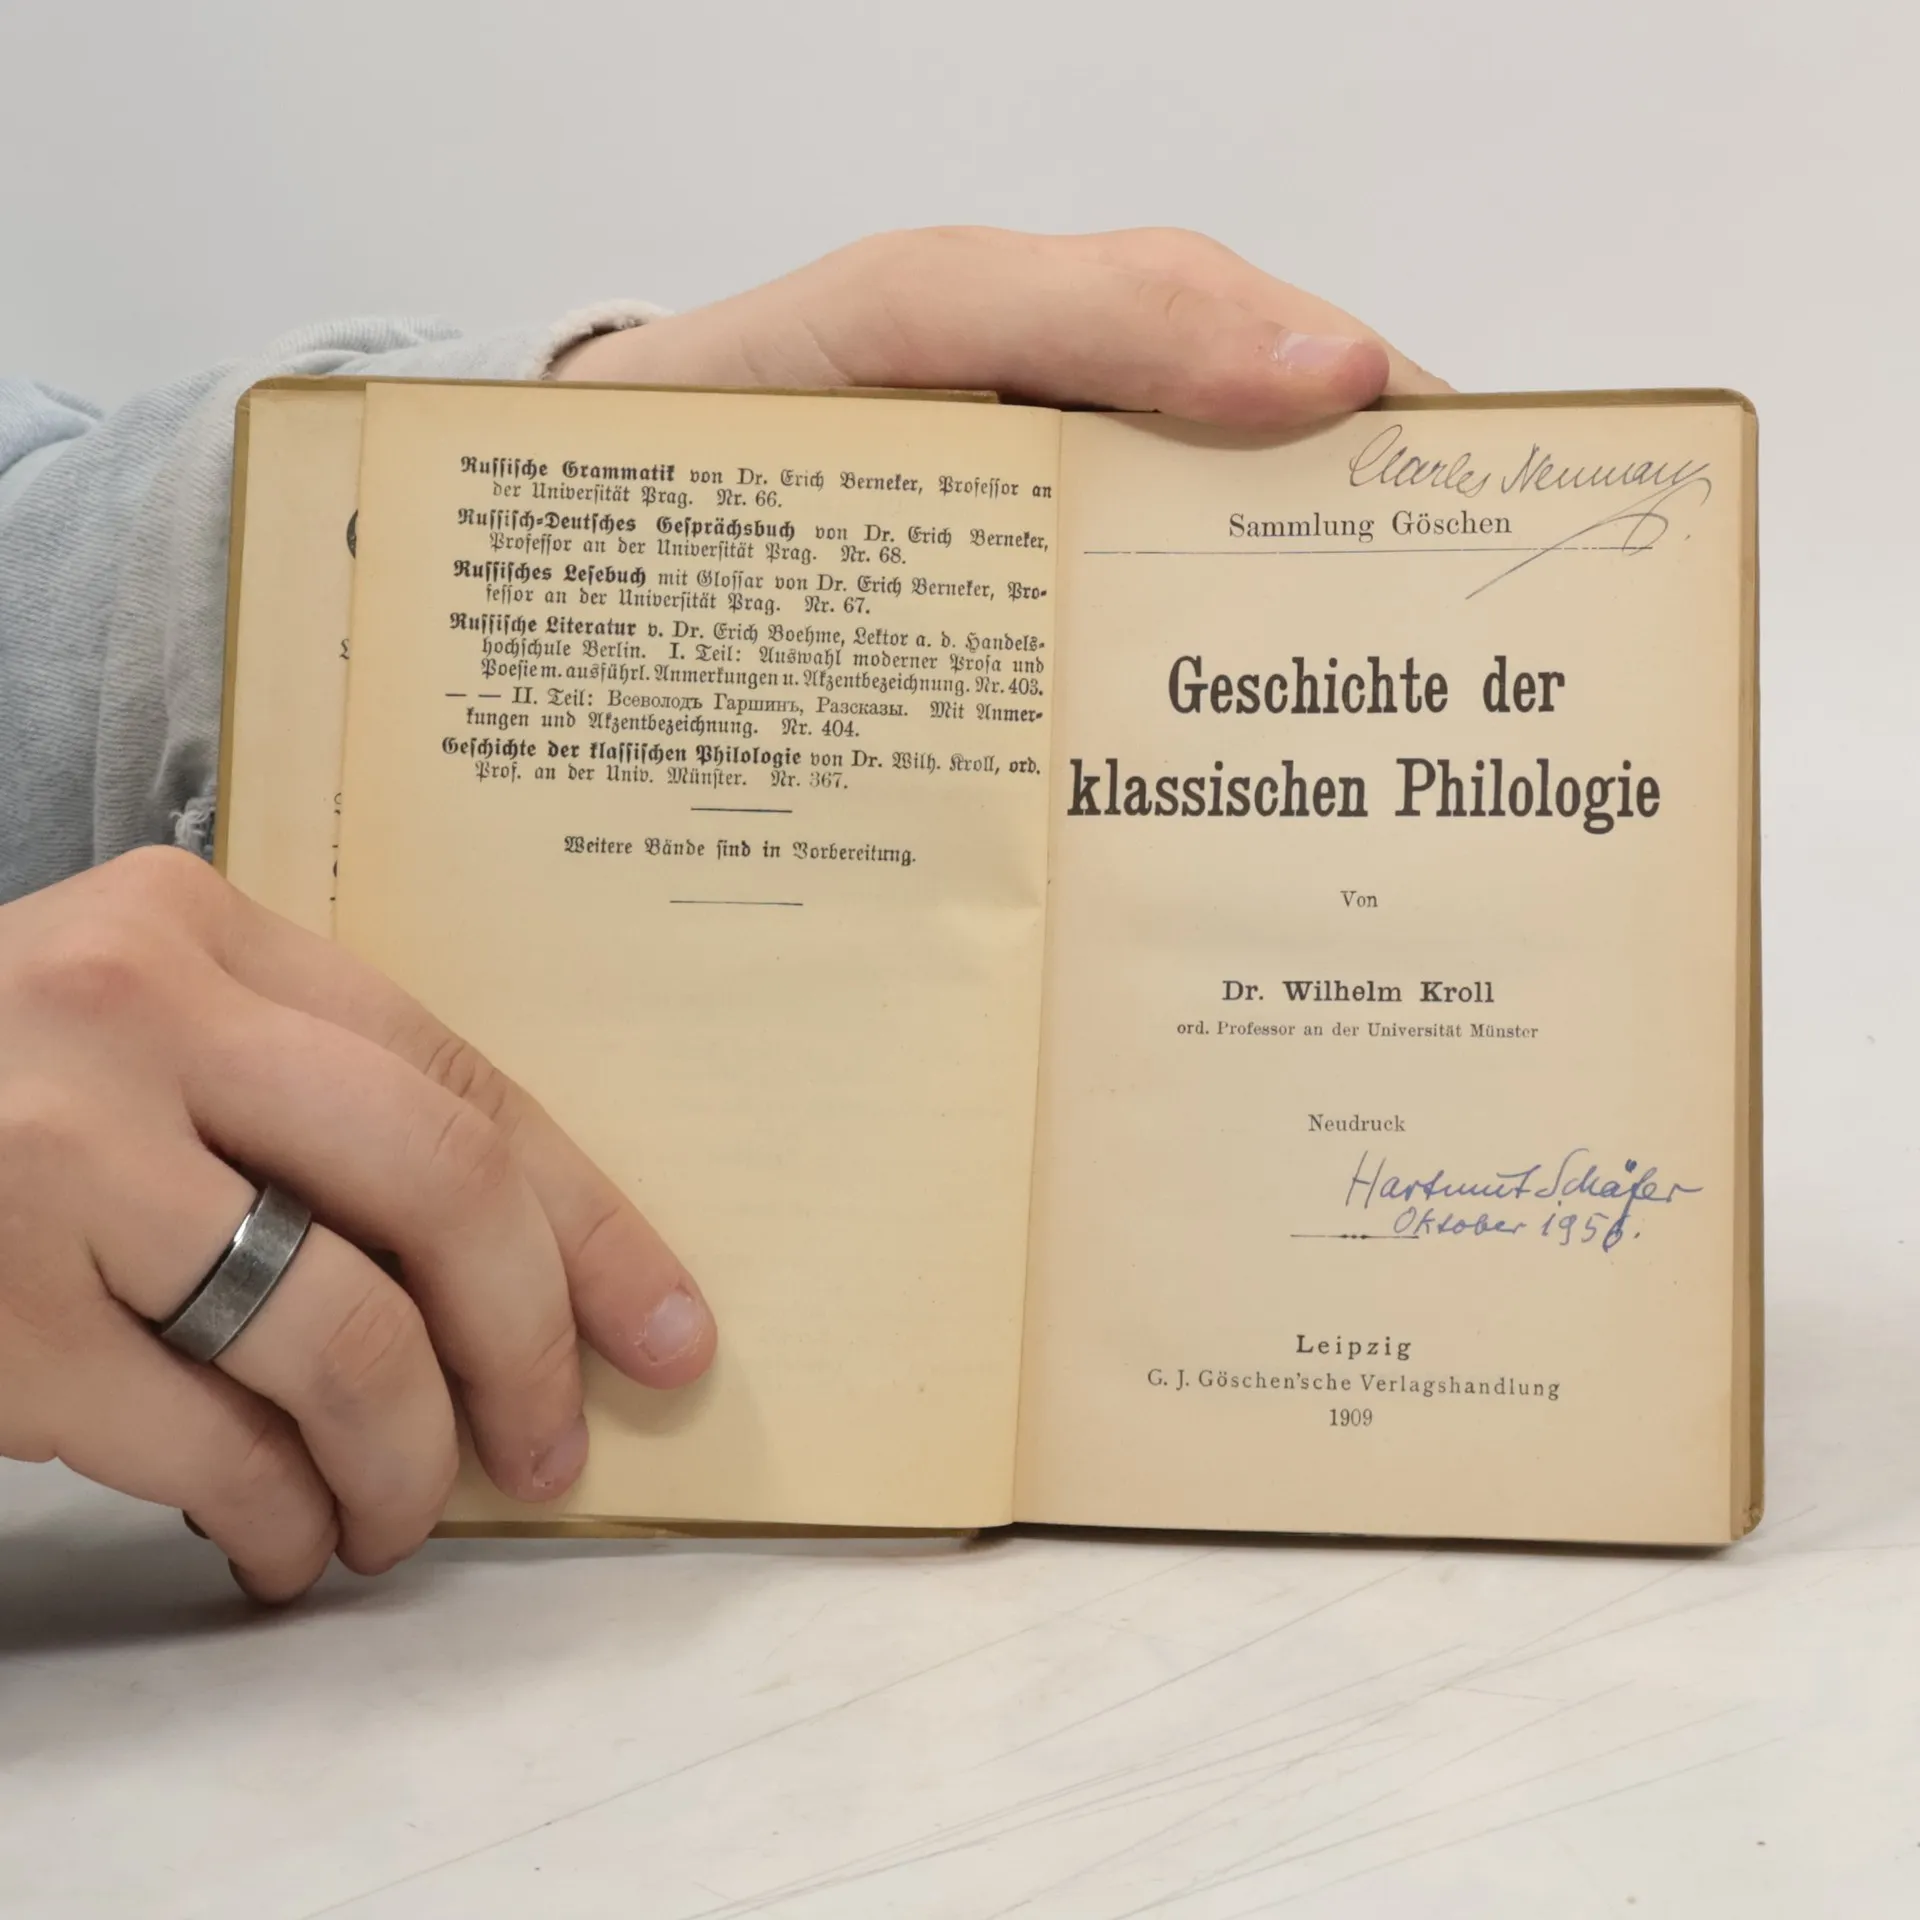 Russische Grammatik von Dr. Erich Berneker, Professor an
der Universität Prag. Nr. 66.
Russisch-Deutsches Gesprächsbuch von Dr. Erich Berneker,
Professor an der Universität Prag. Nr. 68.
Russisches Lesebuch mit Glossar von Dr. Erich Berneker, Pro-
fessor an der Universität Prag. Nr. 67.
Russische Literatur v. Dr. Erich Boehme, Lektor a. d. Handels-
hochschule Berlin. I. Teil: Auswahl moderner Prosa und
Poesie m. ausführl. Anmerkungen u. Akzentbezeichnung. Nr. 403.
— — II. Teil: Всеволодъ Гаршинъ, Разсказы. Mit Anmer-
kungen und Akzentbezeichnung. Nr. 404.
Geschichte der klassischen Philologie von Dr. Wilh. Kroll, ord.
Prof. an der Univ. Münster. Nr. 367.
Weitere Bände sind in Vorbereitung.
Charles Neumann
Sammlung Göschen
Geschichte der
klassischen Philologie
Von
Dr. Wilhelm Kroll
ord. Professor an der Universität Münster
Neudruck
Hartmut Schäfer
Oktober 1956.
Leipzig
G. J. Göschen'sche Verlagshandlung
1909